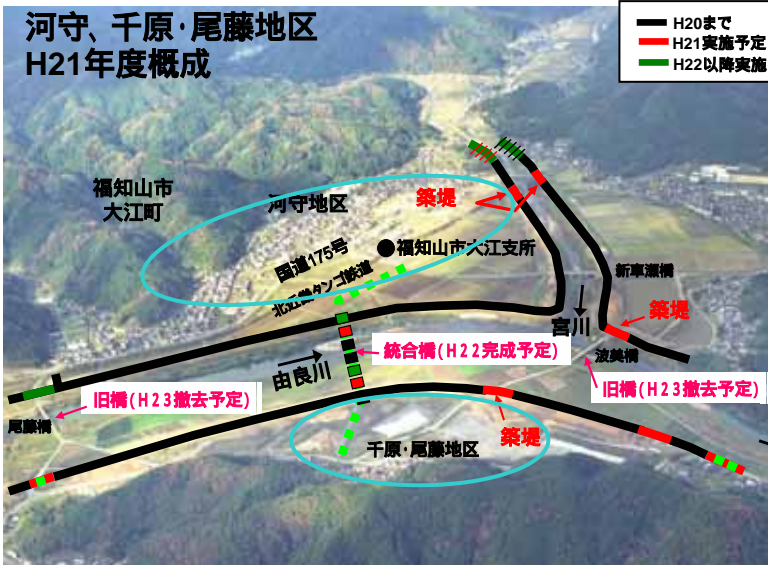 河守、千原・尾藤地区
H21年度概成
H20まで
H21実施予定
H22以降実施
福知山市
大江町
河守地区
築堤
国道175号
福知山市大江支所
北近畿タンゴ鉄道
新車瀬橋
宮川
築堤
統合橋(H22完成予定)
波美橋
由良川
旧橋(H23撤去予定)
旧橋(H23撤去予定)
尾藤橋
築堤
千原・尾藤地区